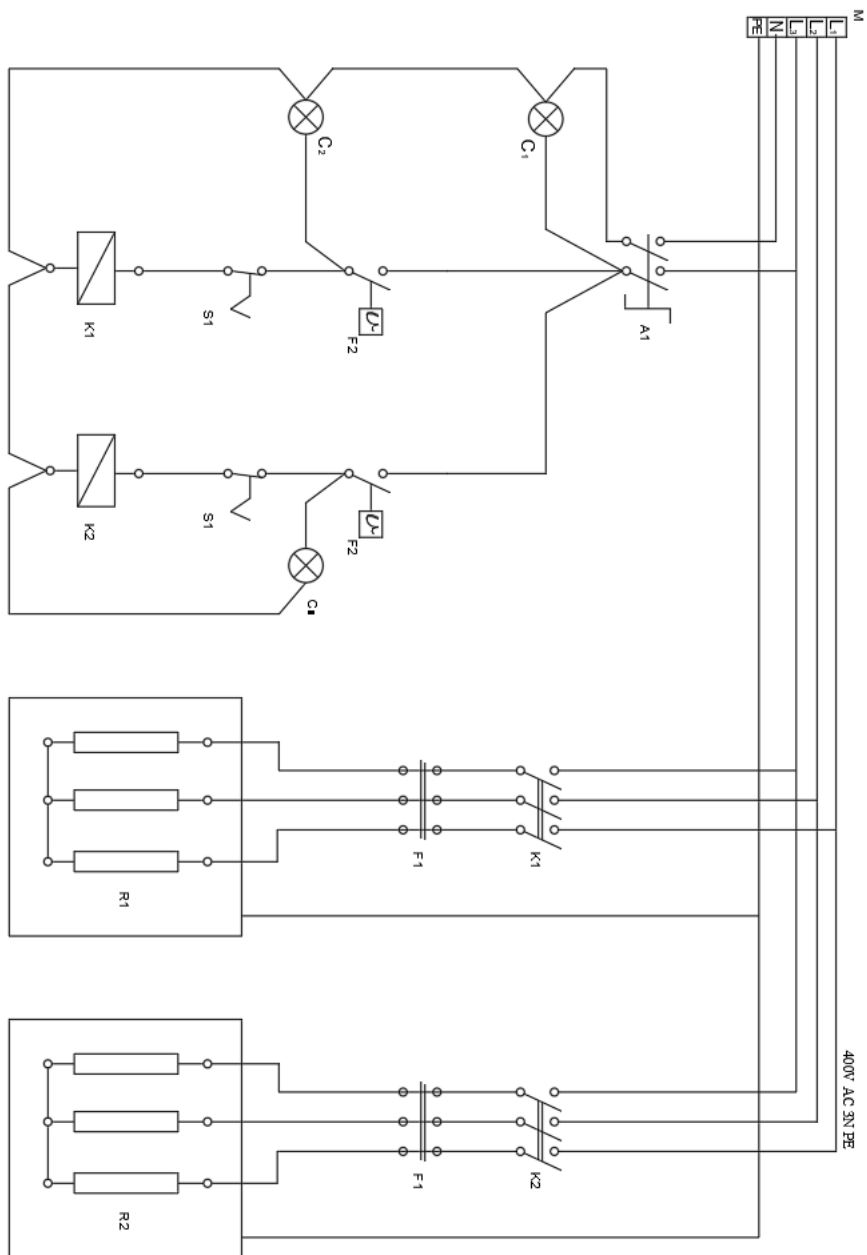 M
L₁
L₂
L₃
N
PE
400V AC 3N PE
A1
C₁
C₂
F2
F2
S1
S1
K1
K2
K1
K2
F1
F1
R1
R2